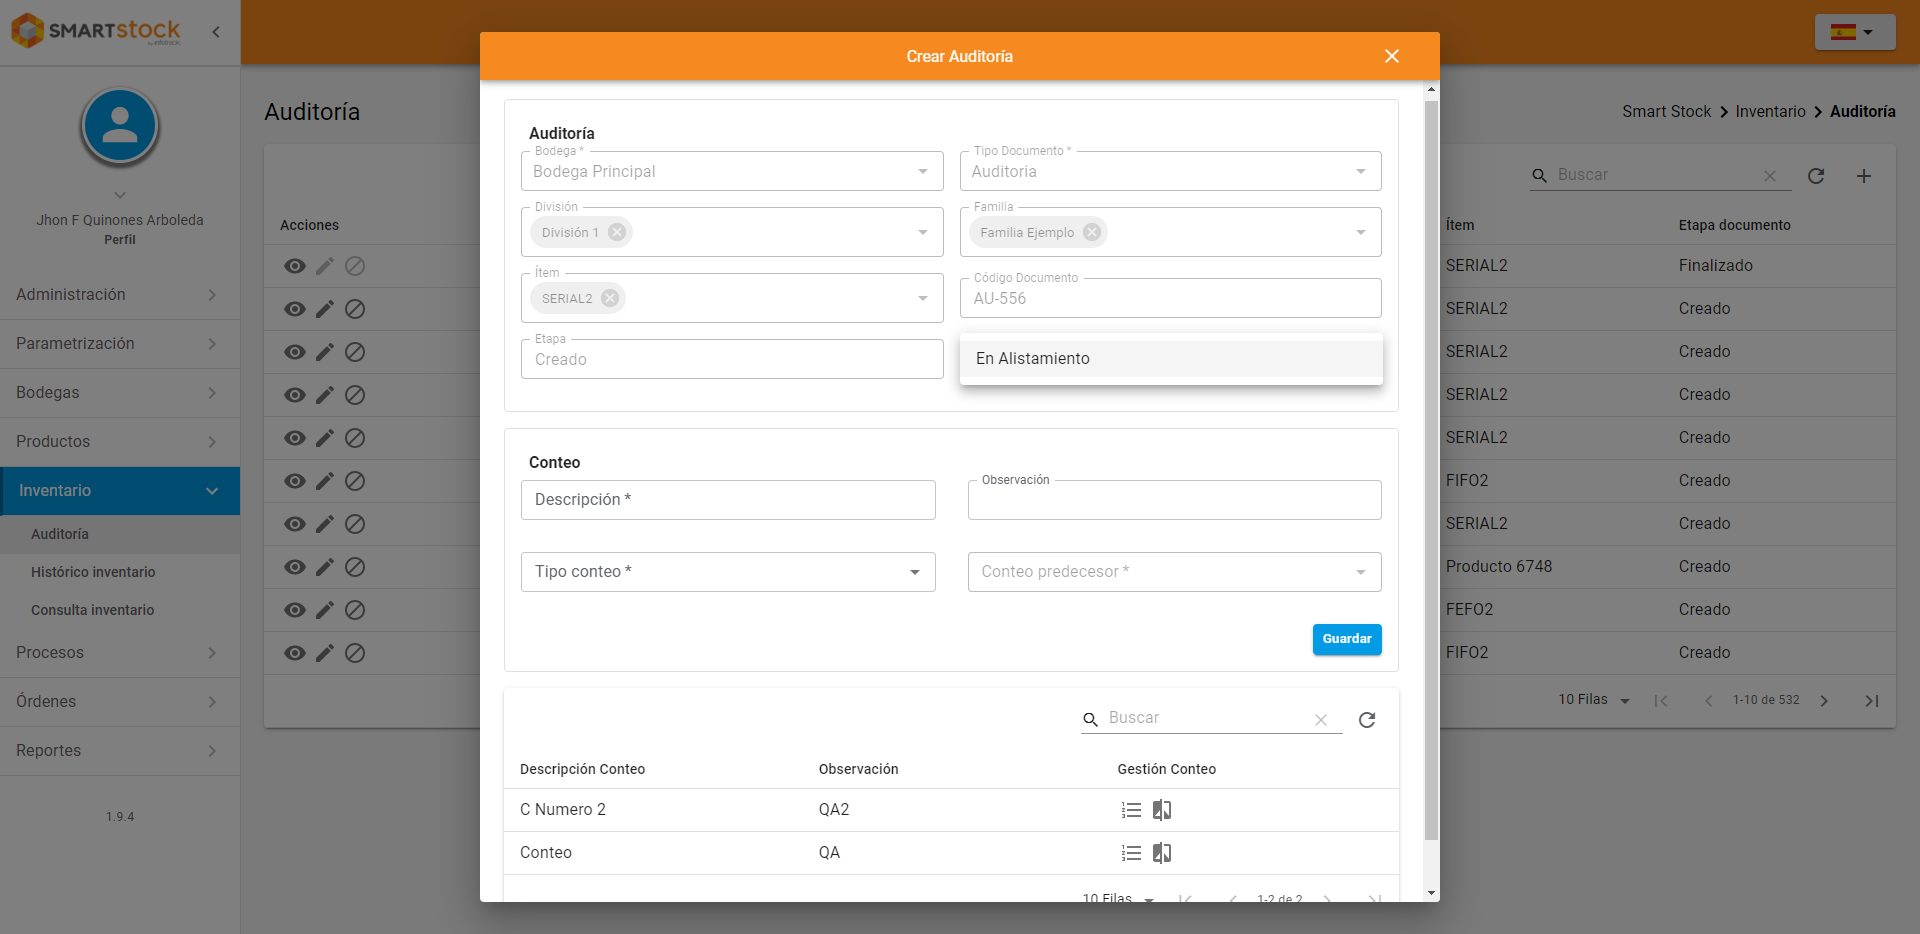 SMARTSTOCK
by infotrack
Jhon F Quinones Arboleda
Perfil
Administración
Parametrización
Bodegas
Productos
Inventario
Auditoría
Histórico inventario
Consulta inventario
Procesos
Órdenes
Reportes
1.9.4
Auditoría
Smart Stock > Inventario > Auditoría
Buscar
Acciones
Ítem Etapa documento
SERIAL2 Finalizado
SERIAL2 Creado
SERIAL2 Creado
SERIAL2 Creado
SERIAL2 Creado
FIFO2 Creado
SERIAL2 Creado
Producto 6748 Creado
FEFO2 Creado
FIFO2 Creado
10 Filas 1-10 de 532
Crear Auditoría
Auditoría
Bodega * Tipo Documento *
Bodega Principal Auditoria
División Familia
División 1 Familia Ejemplo
Ítem Código Documento
SERIAL2 AU-556
Etapa
Creado En Alistamiento
Conteo
Descripción * Observación
Tipo conteo * Conteo predecesor *
Guardar
Buscar
Descripción Conteo Observación Gestión Conteo
C Numero 2 QA2
Conteo QA
10 Filas 1-2 de 2